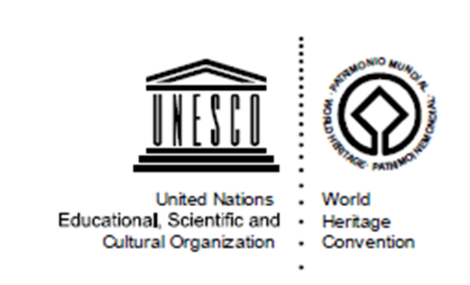 UNESCO
United Nations
Educational, Scientific and
Cultural Organization
· PATRIMONIO MUNDIAL · WORLD HERITAGE · PATRIMOINE MONDIAL
World
Heritage
Convention